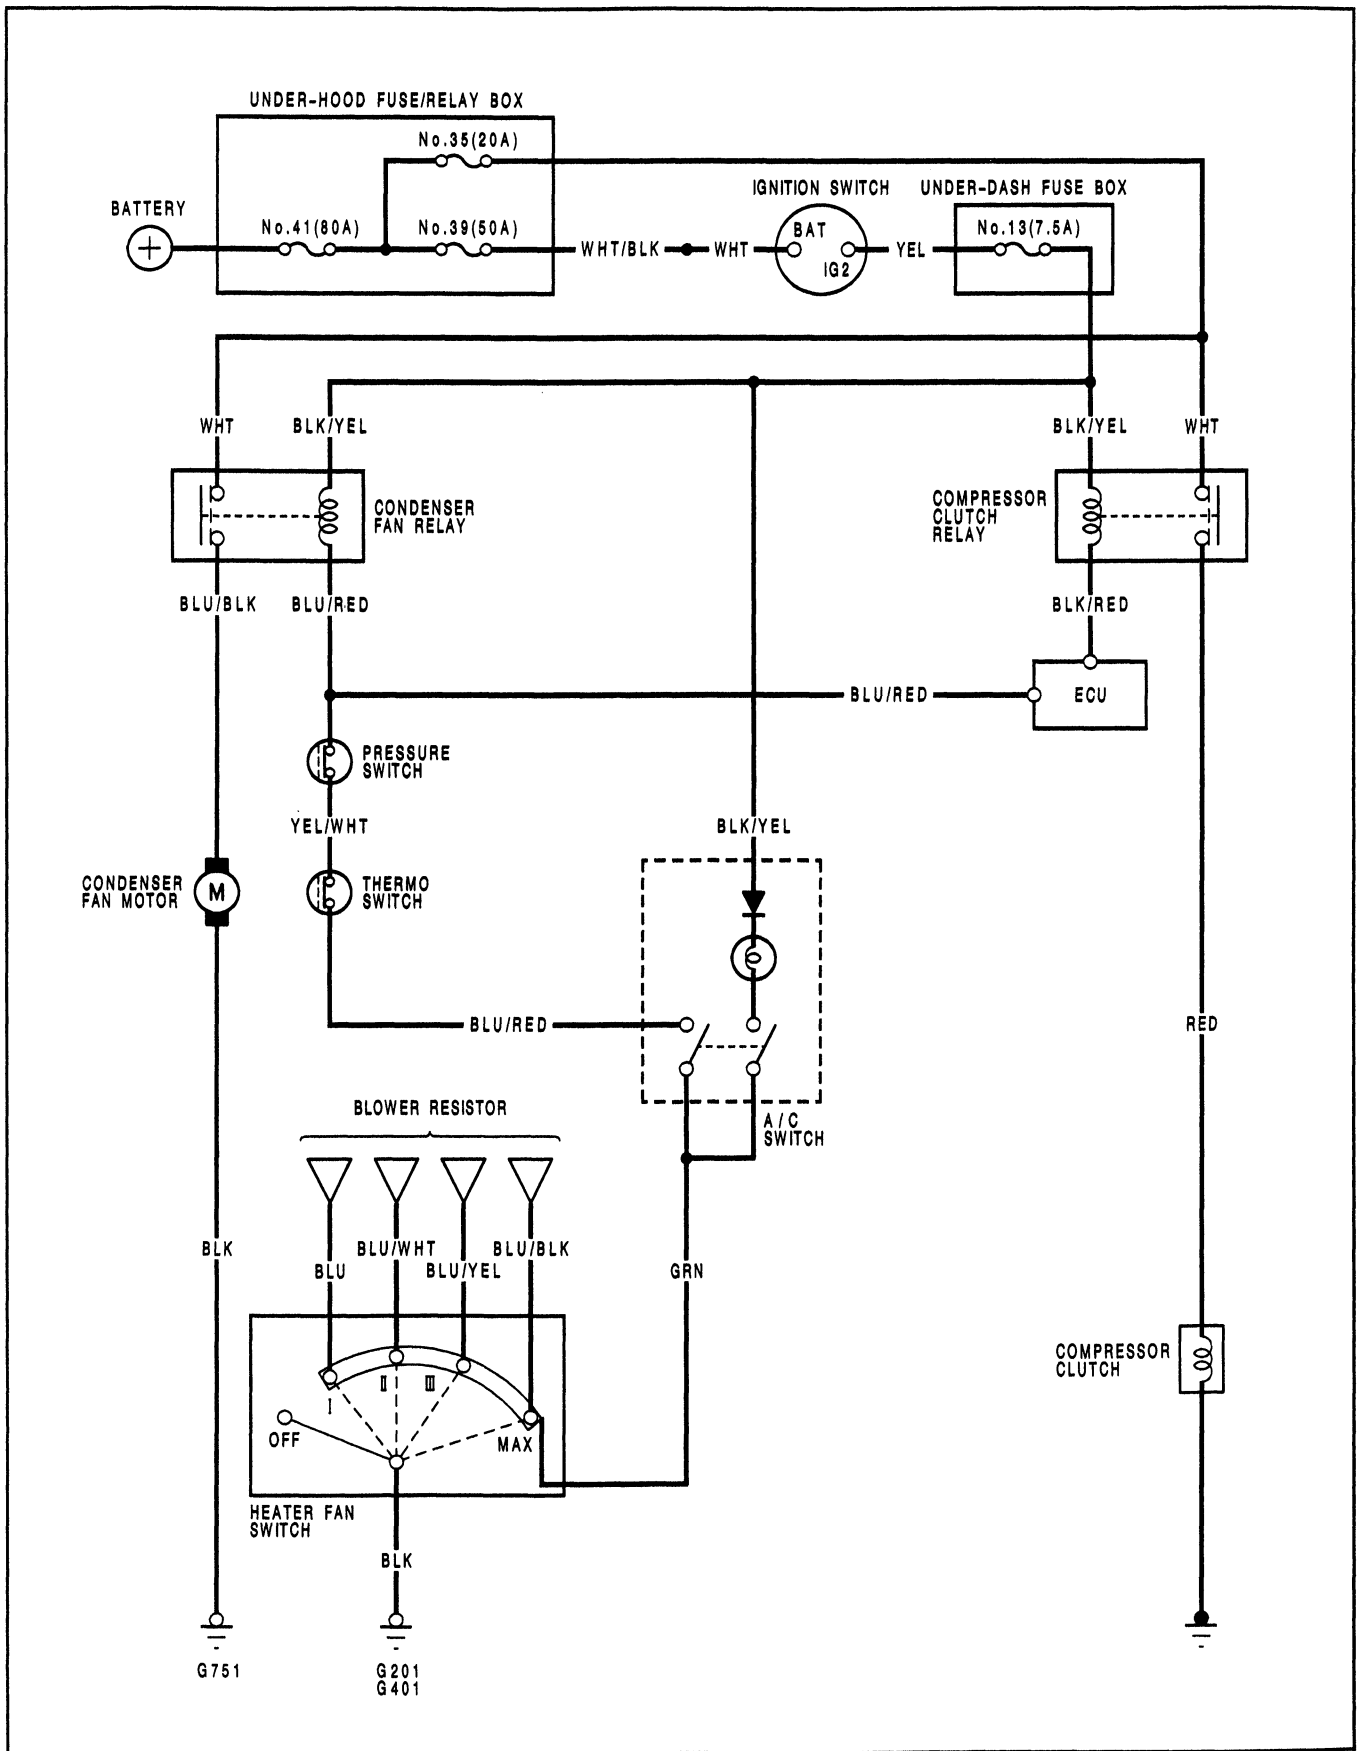 UNDER-HOOD FUSE/RELAY BOX
No.35(20A)
IGNITION SWITCH
UNDER-DASH FUSE BOX
BATTERY
+
No.41(80A)
No.39(50A)
WHT/BLK
WHT
BAT
IG2
YEL
No.13(7.5A)
WHT
BLK/YEL
BLK/YEL
WHT
CONDENSER
FAN RELAY
COMPRESSOR
CLUTCH
RELAY
BLU/BLK
BLU/RED
BLK/RED
BLU/RED
ECU
PRESSURE
SWITCH
YEL/WHT
BLK/YEL
CONDENSER
FAN MOTOR
M
THERMO
SWITCH
BLU/RED
RED
A/C
SWITCH
BLOWER RESISTOR
BLK
BLU
BLU/WHT
BLU/YEL
BLU/BLK
GRN
COMPRESSOR
CLUTCH
I
II
III
OFF
MAX
HEATER FAN
SWITCH
BLK
G751
G201
G401